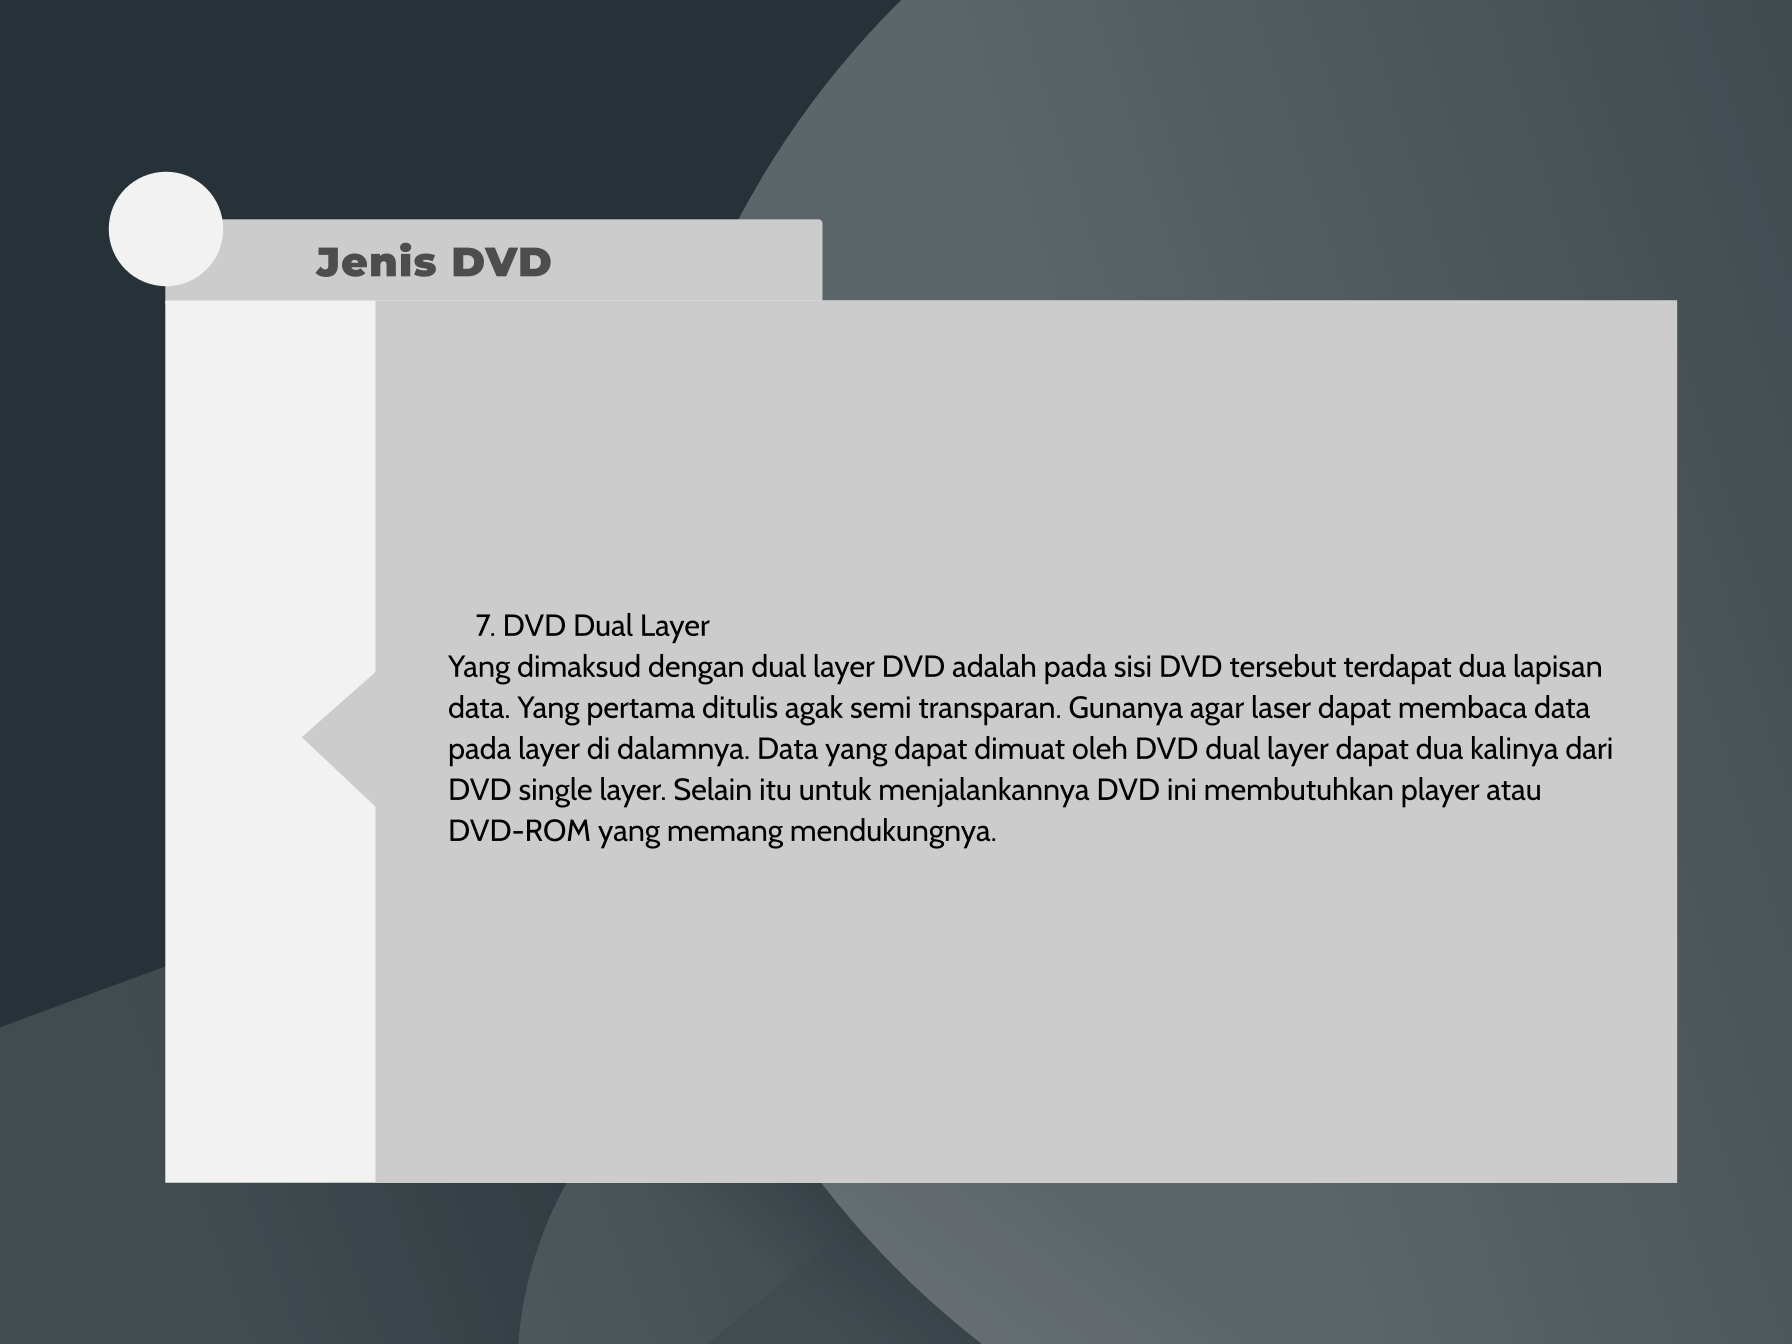 Jenis DVD
7. DVD Dual Layer
Yang dimaksud dengan dual layer DVD adalah pada sisi DVD tersebut terdapat dua lapisan
data. Yang pertama ditulis agak semi transparan. Gunanya agar laser dapat membaca data
pada layer di dalamnya. Data yang dapat dimuat oleh DVD dual layer dapat dua kalinya dari
DVD single layer. Selain itu untuk menjalankannya DVD ini membutuhkan player atau
DVD-ROM yang memang mendukungnya.